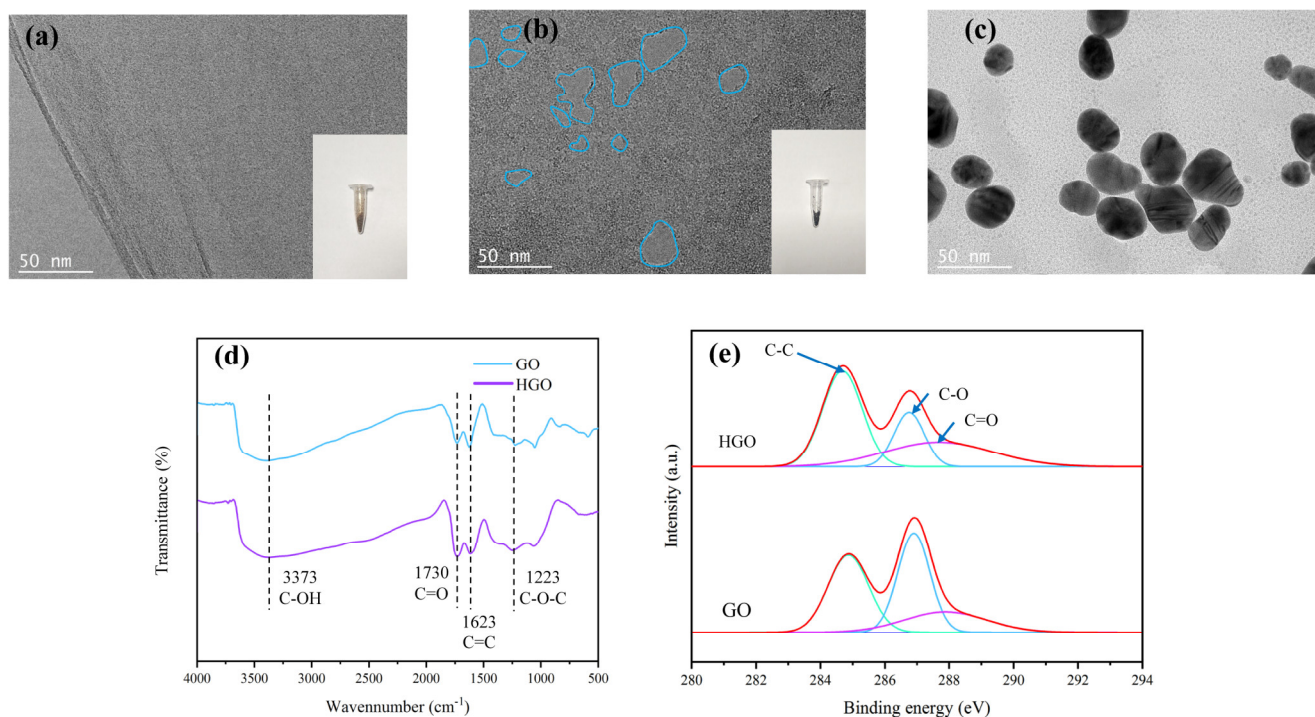 (a)
50 nm
(b)
50 nm
(c)
50 nm
(d)
GO
HGO
Transmittance (%)
3373
C-OH
1730
C=O
1623
C=C
1223
C-O-C
4000 3500 3000 2500 2000 1500 1000 500
Wavennumber (cm⁻¹)
(e)
C-C
C-O
C=O
HGO
GO
Intensity (a.u.)
280 282 284 286 288 290 292 294
Binding energy (eV)